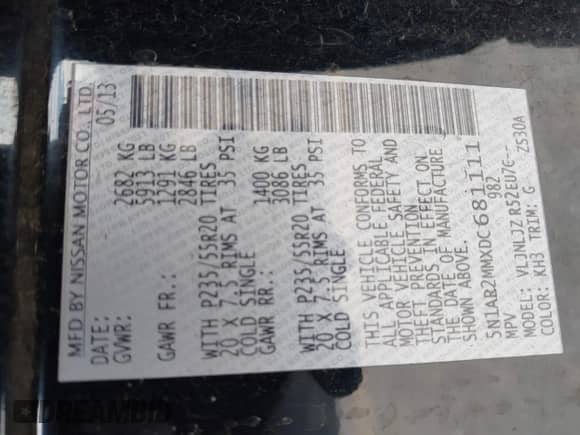 MFD BY NISSAN MOTOR CO., LTD.
DATE: 05/13
GVWR: 2682 KG
5913 LB
GAWR FR.: 1291 KG
2846 LB
WITH P235/55R20 TIRES
20 X 7.5 RIMS AT 35 PSI
COLD SINGLE
GAWR RR.: 1400 KG
3086 LB
WITH P235/55R20 TIRES
20 X 7.5 RIMS AT 35 PSI
COLD SINGLE
THIS VEHICLE CONFORMS TO
ALL APPLICABLE FEDERAL
MOTOR VEHICLE SAFETY AND
THEFT PREVENTION
STANDARDS IN EFFECT ON
THE DATE OF MANUFACTURE
SHOWN ABOVE.
5N1AB2MMXDC681111
MPV 982
MODEL: VLJNLJZ R52EUZC-
COLOR: KH3 TRIM: G ZS30A
DREAMBID